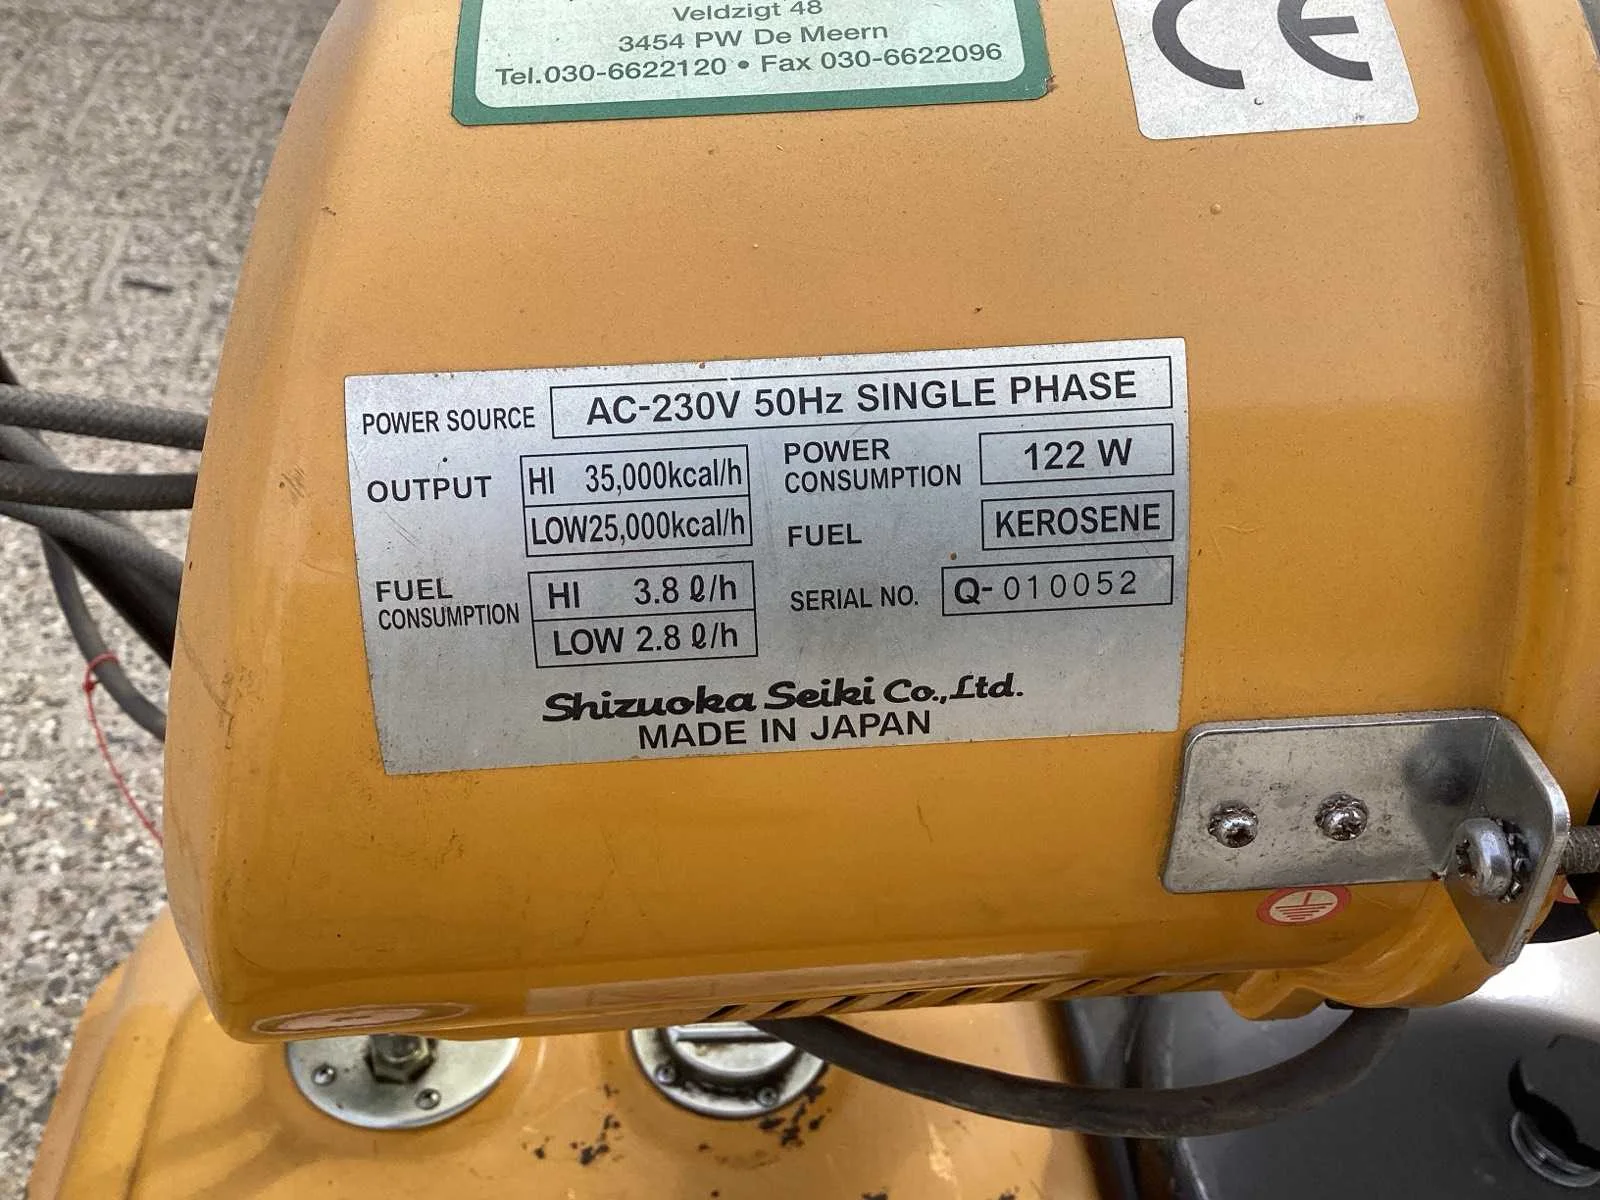 Veldzigt 48
3454 PW De Meern
Tel.030-6622120 • Fax 030-6622096
CE
POWER SOURCE AC-230V 50Hz SINGLE PHASE
OUTPUT HI 35,000kcal/h
LOW 25,000kcal/h
POWER CONSUMPTION 122 W
FUEL KEROSENE
FUEL CONSUMPTION HI 3.8 ℓ/h
LOW 2.8 ℓ/h
SERIAL NO. Q-010052
Shizuoka Seiki Co.,Ltd.
MADE IN JAPAN